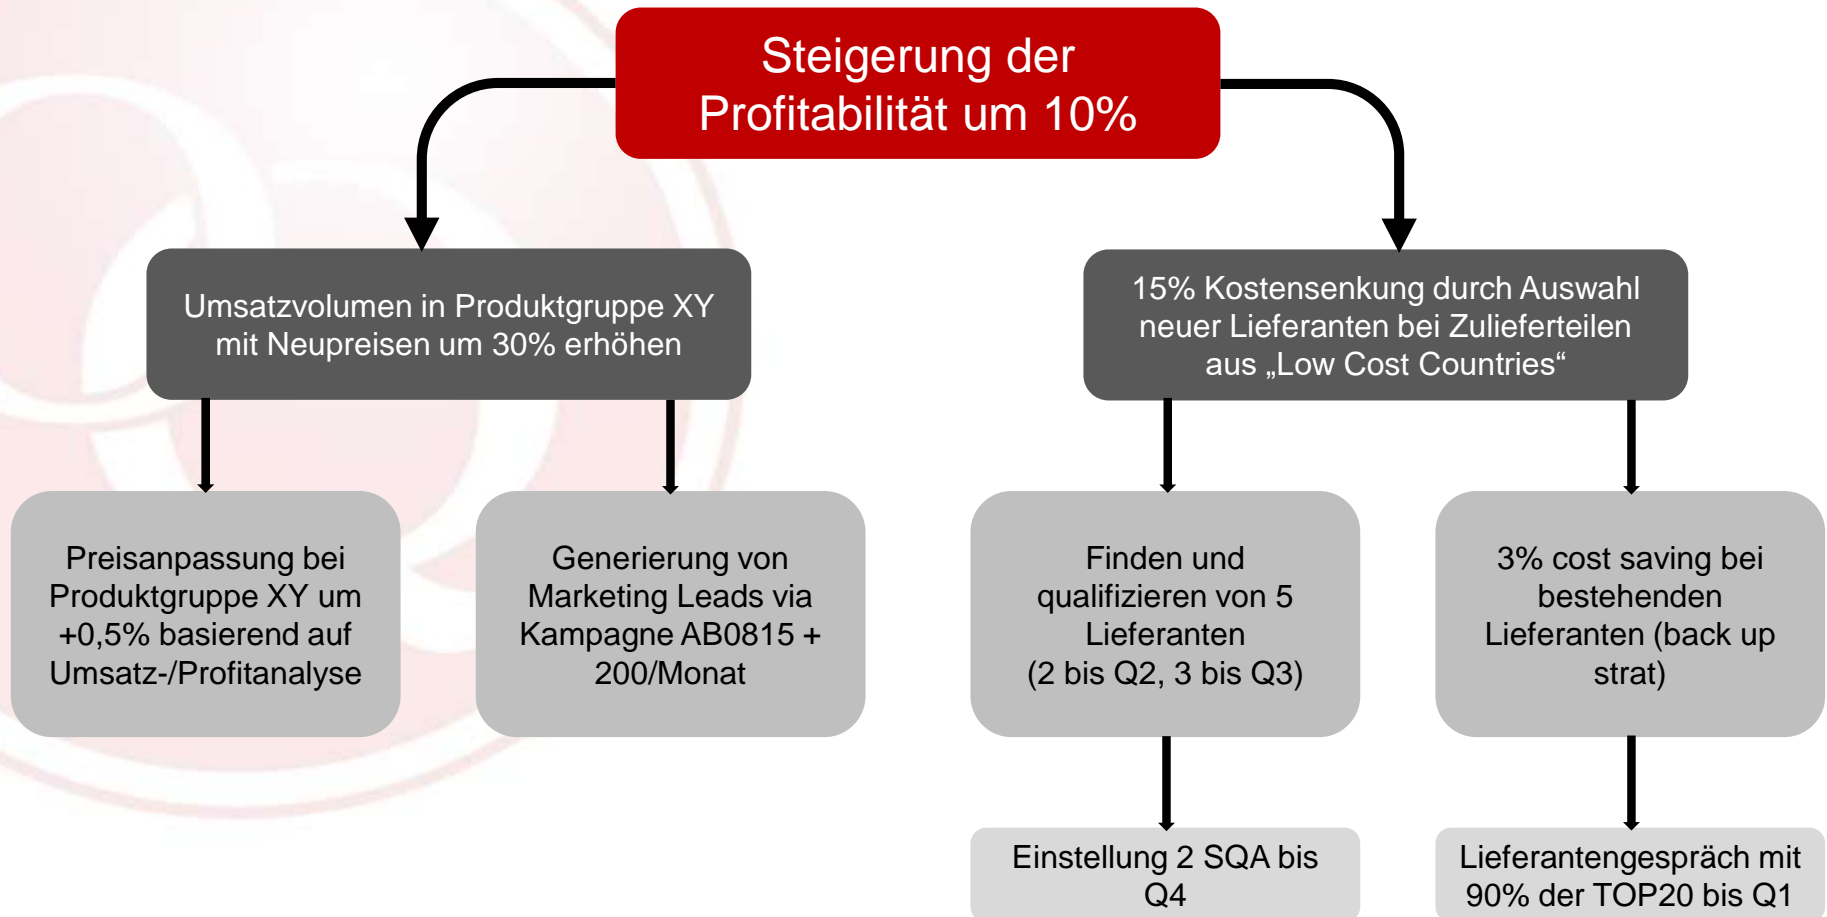 Steigerung der
Profitabilität um 10%
Umsatzvolumen in Produktgruppe XY
mit Neupreisen um 30% erhöhen
15% Kostensenkung durch Auswahl
neuer Lieferanten bei Zulieferteilen
aus „Low Cost Countries“
Preisanpassung bei
Produktgruppe XY um
+0,5% basierend auf
Umsatz-/Profitanalyse
Generierung von
Marketing Leads via
Kampagne AB0815 +
200/Monat
Finden und
qualifizieren von 5
Lieferanten
(2 bis Q2, 3 bis Q3)
3% cost saving bei
bestehenden
Lieferanten (back up
strat)
Einstellung 2 SQA bis
Q4
Lieferantengespräch mit
90% der TOP20 bis Q1